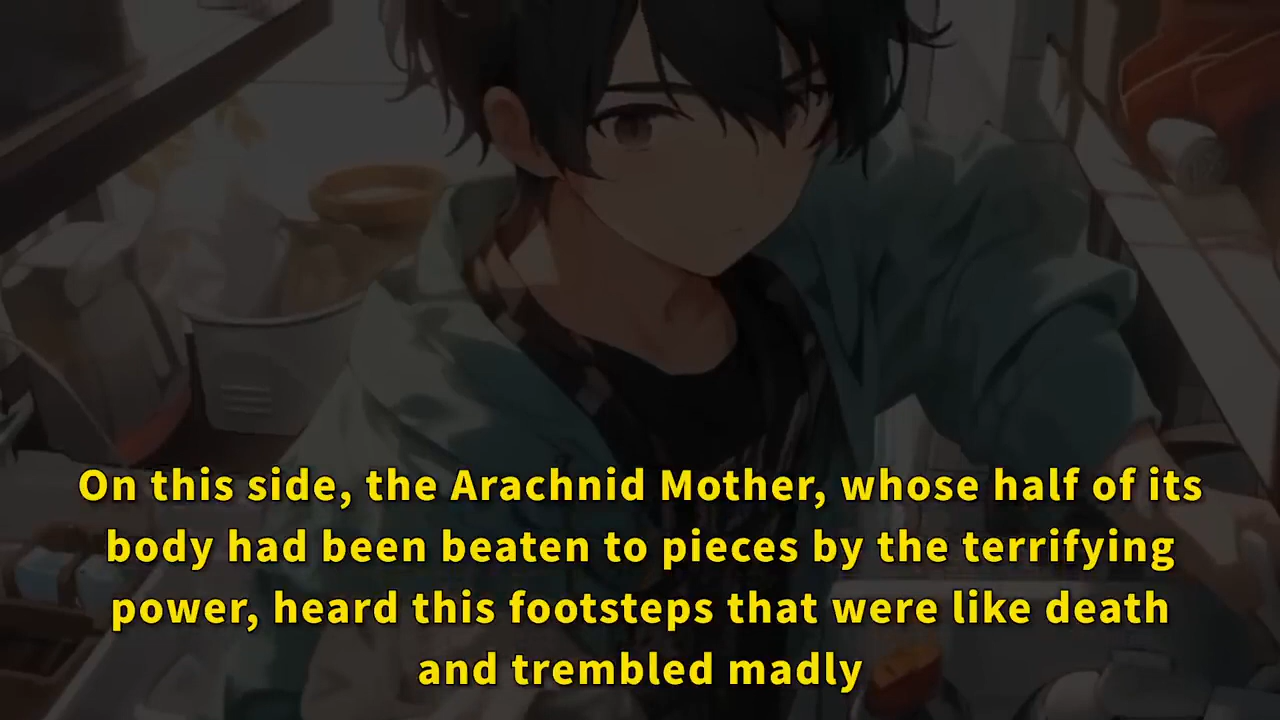 On this side, the Arachnid Mother, whose half of its
body had been beaten to pieces by the terrifying
power, heard this footsteps that were like death
and trembled madly